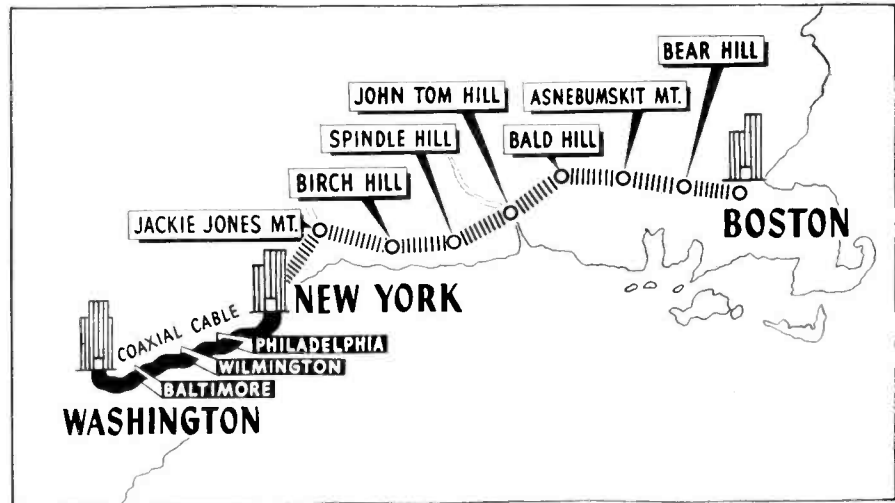 BEAR HILL
JOHN TOM HILL
ASNEBUMSKIT MT.
SPINDLE HILL
BALD HILL
BIRCH HILL
JACKIE JONES MT.
BOSTON
NEW YORK
COAXIAL CABLE
PHILADELPHIA
WILMINGTON
BALTIMORE
WASHINGTON